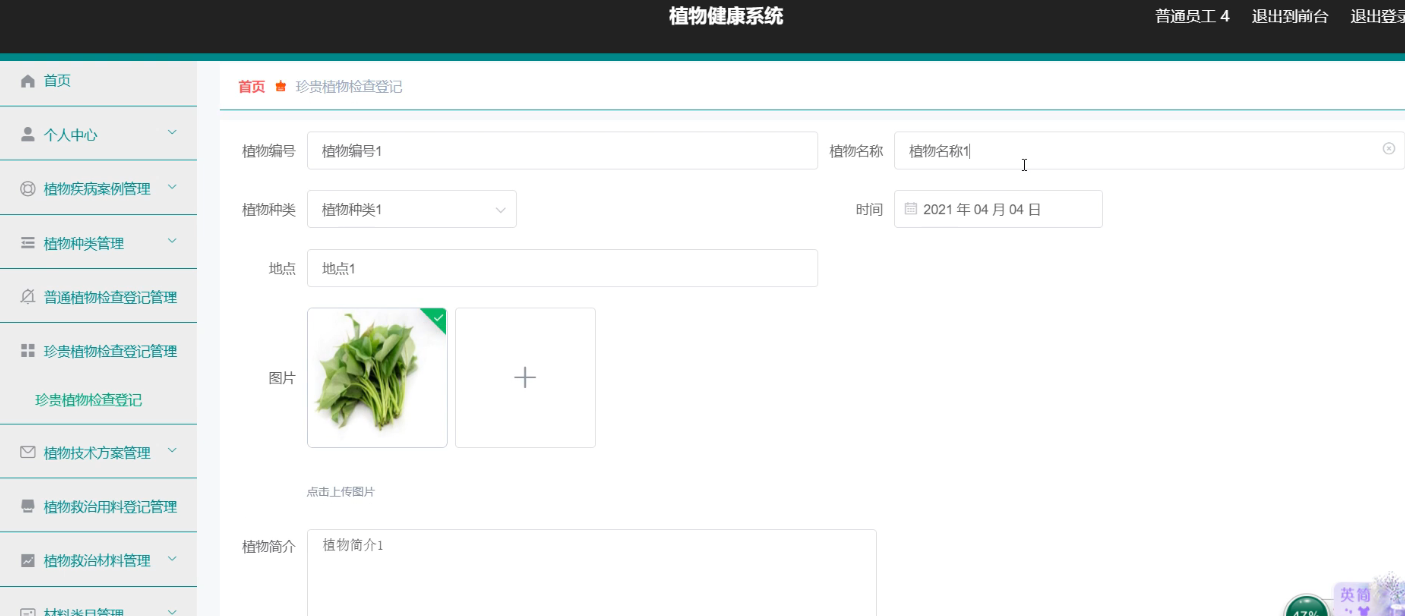 植物健康系统
普通员工 4 退出到前台 退出登录
首页
个人中心
植物疾病案例管理
植物种类管理
普通植物检查登记管理
珍贵植物检查登记管理
珍贵植物检查登记
植物技术方案管理
植物救治用料登记管理
植物救治材料管理
材料类目管理
首页 珍贵植物检查登记
植物编号 植物编号1 植物名称 植物名称1
植物种类 植物种类1 时间 2021 年 04 月 04 日
地点 地点1
图片
点击上传图片
植物简介 植物简介1
英简
47%